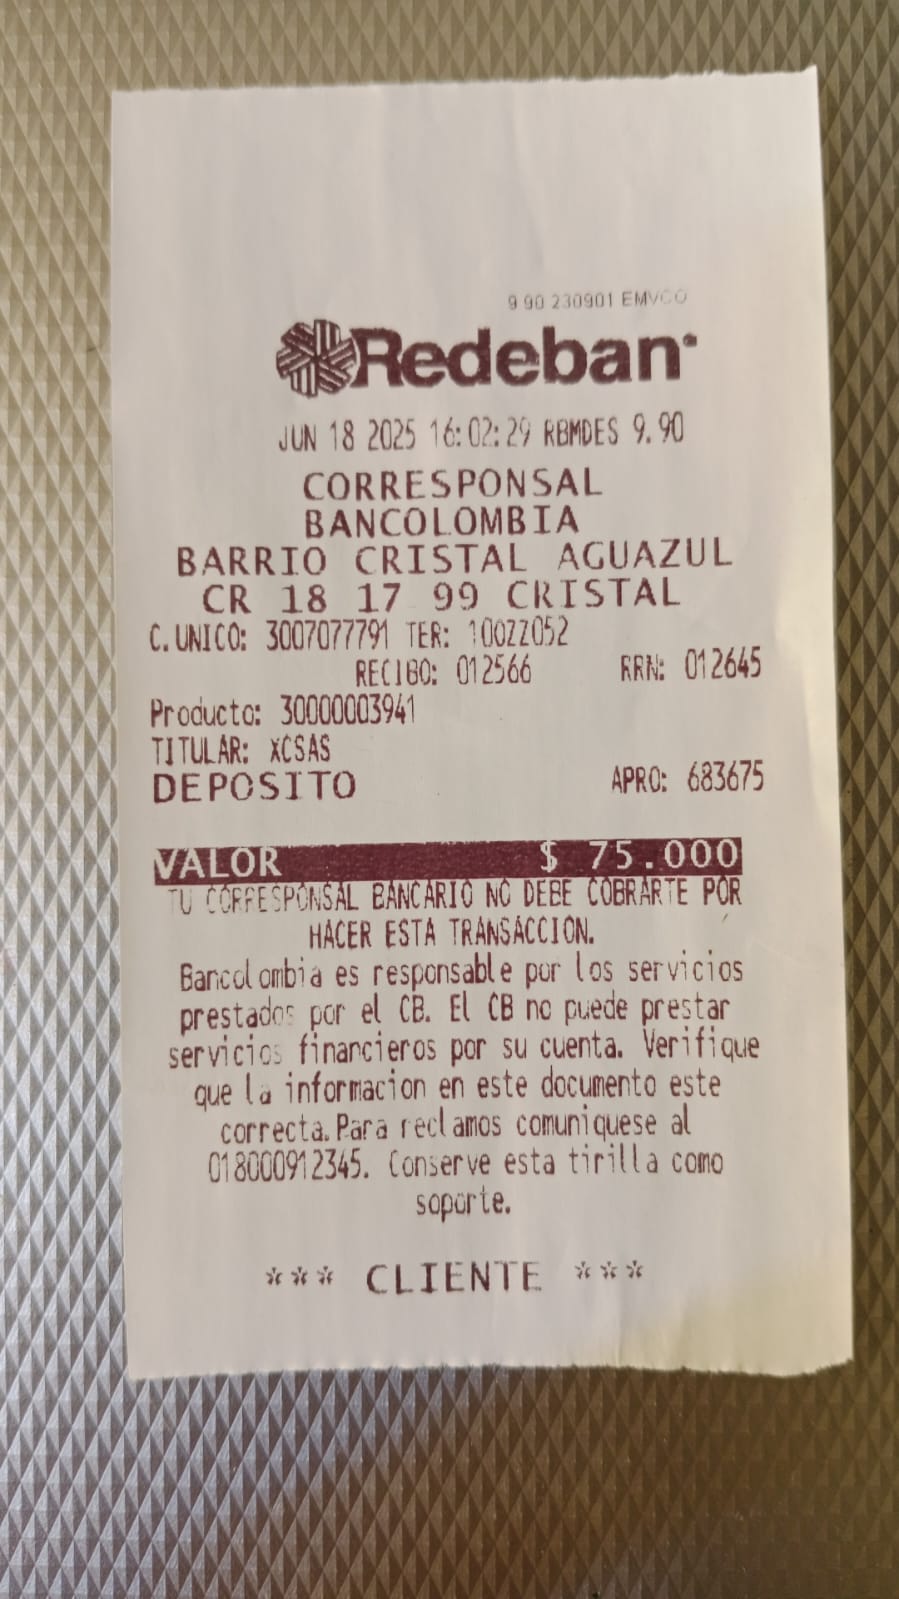 9 90 230901 EMVCO
Redeban
JUN 18 2025 16:02:29 RBMDES 9.90
CORRESPONSAL
BANCOLOMBIA
BARRIO CRISTAL AGUAZUL
CR 18 17 99 CRISTAL
C.UNICO: 3007077791 TER: 10022052
RECIBO: 012566 RRN: 012645
Producto: 30000003941
TITULAR: XCSAS
DEPOSITO APRO: 683675
VALOR $ 75.000
TU CORRESPONSAL BANCARIO NO DEBE COBRARTE POR
HACER ESTA TRANSACCION.
Bancolombia es responsable por los servicios
prestados por el CB. El CB no puede prestar
servicios financieros por su cuenta. Verifique
que la informacion en este documento este
correcta.Para reclamos comuniquese al
018000912345. Conserve esta tirilla como
soporte.
*** CLIENTE ***